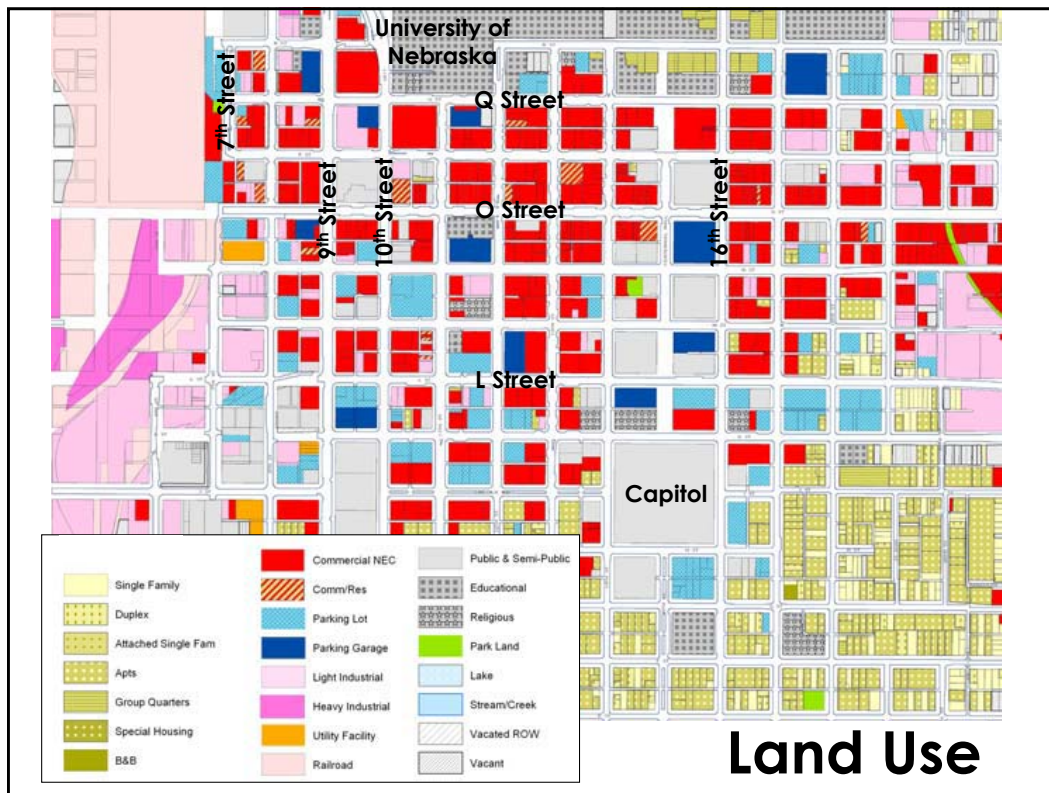 University of
Nebraska
Q Street
7th Street
9th Street
10th Street
O Street
16th Street
L Street
Capitol
Single Family
Duplex
Attached Single Fam
Apts
Group Quarters
Special Housing
B&B
Commercial NEC
Comm/Res
Parking Lot
Parking Garage
Light Industrial
Heavy Industrial
Utility Facility
Railroad
Public & Semi-Public
Educational
Religious
Park Land
Lake
Stream/Creek
Vacated ROW
Vacant
Land Use